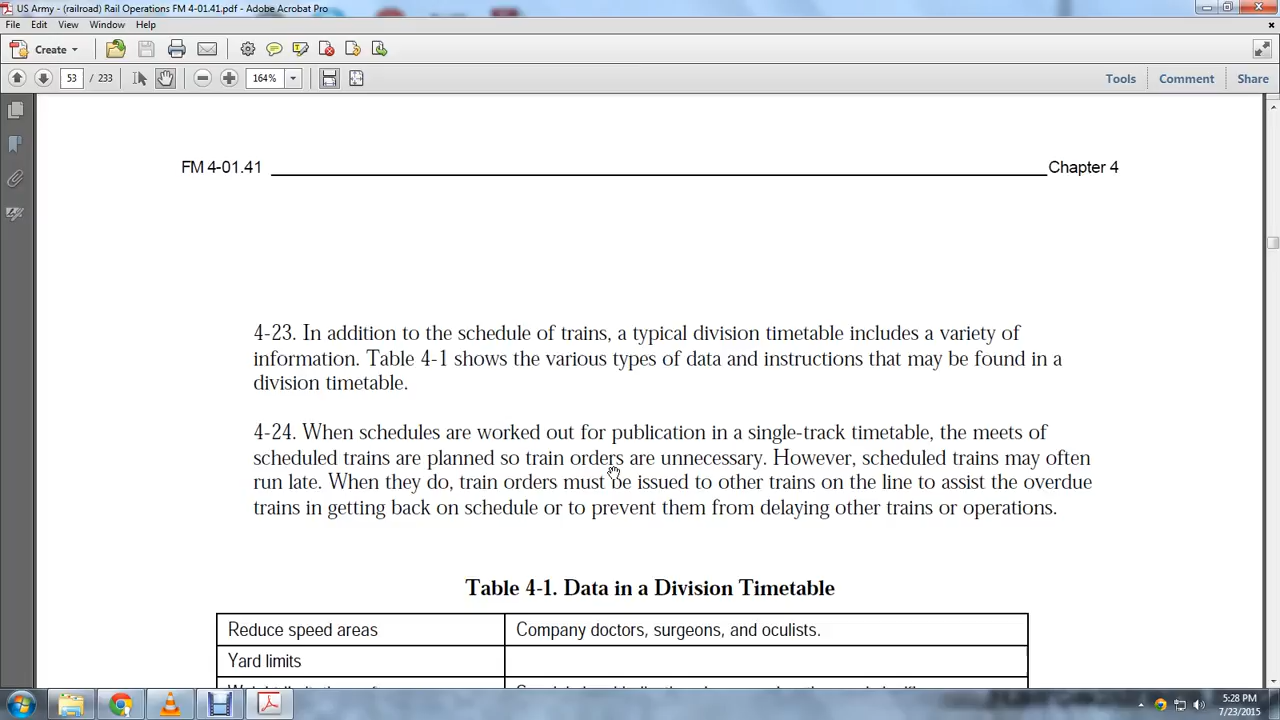 US Army - (railroad) Rail Operations FM 4-01.41.pdf - Adobe Acrobat Pro
File Edit View Window Help
Create
53 / 233 164% Tools Comment Share
FM 4-01.41 Chapter 4
4-23. In addition to the schedule of trains, a typical division timetable includes a variety of
information. Table 4-1 shows the various types of data and instructions that may be found in a
division timetable.
4-24. When schedules are worked out for publication in a single-track timetable, the meets of
scheduled trains are planned so train orders are unnecessary. However, scheduled trains may often
run late. When they do, train orders must be issued to other trains on the line to assist the overdue
trains in getting back on schedule or to prevent them from delaying other trains or operations.
Table 4-1. Data in a Division Timetable
Reduce speed areas Company doctors, surgeons, and oculists.
Yard limits
5:28 PM
7/23/2015